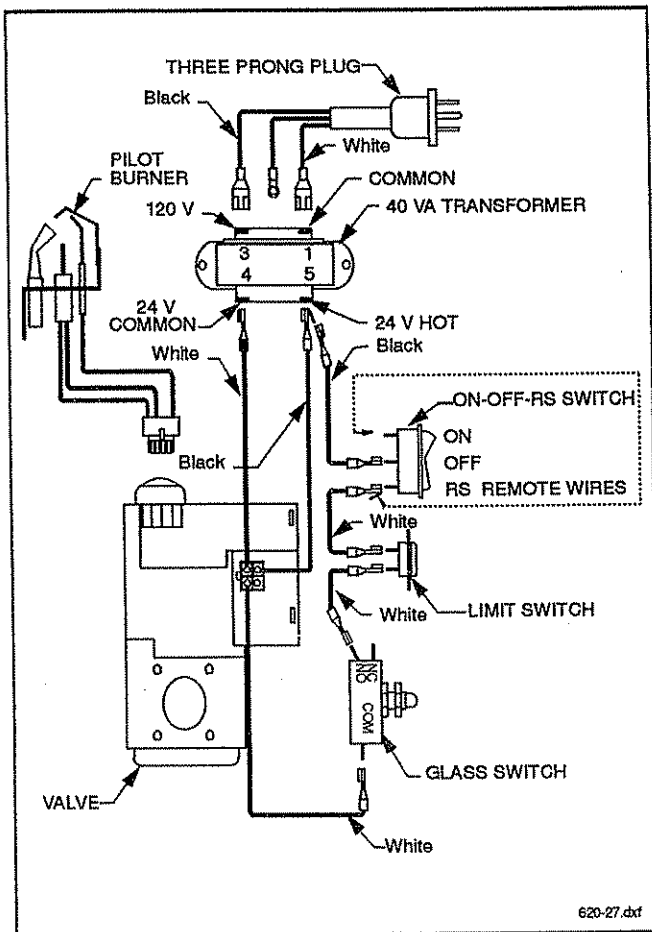 THREE PRONG PLUG
Black
White
PILOT
BURNER
COMMON
120 V
40 VA TRANSFORMER
3 1
4 5
24 V
COMMON
24 V HOT
White
Black
ON-OFF-RS SWITCH
ON
Black
OFF
RS REMOTE WIRES
White
LIMIT SWITCH
White
NC
NO
COM
GLASS SWITCH
VALVE
White
620-27.dxf